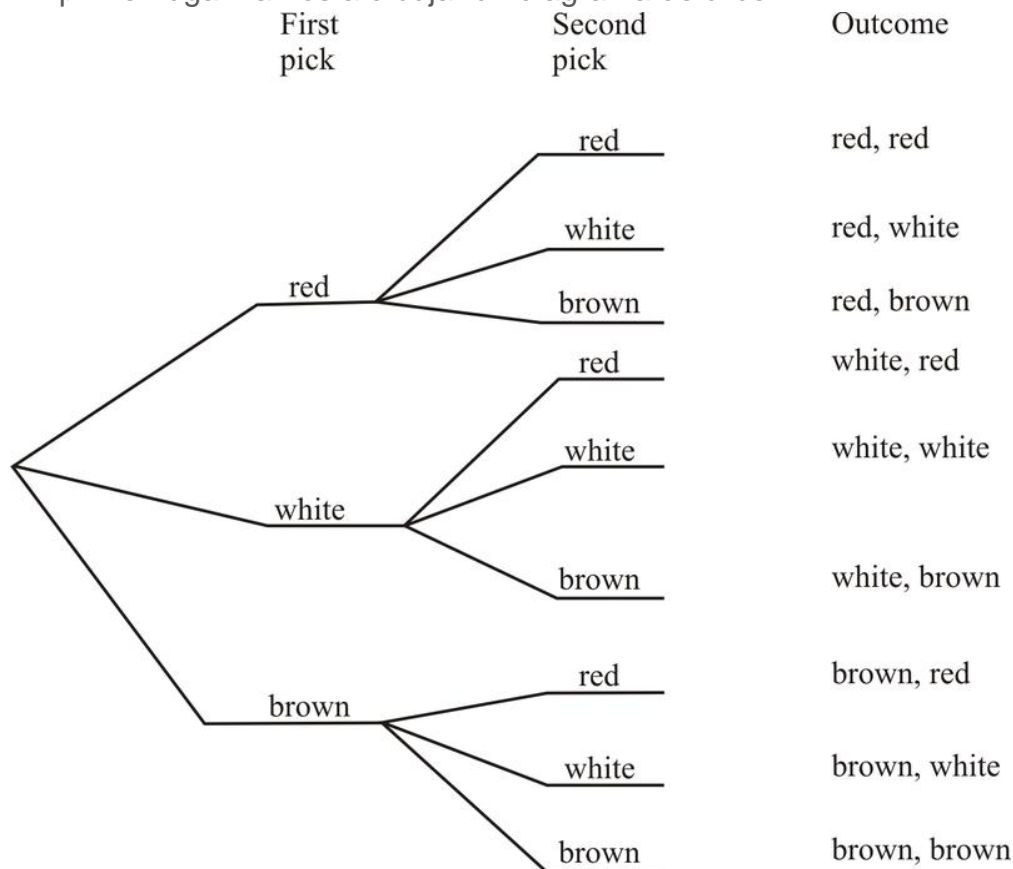 First Second Outcome
pick pick
red red, red
white red, white
red
brown red, brown
red white, red
white white, white
white
brown white, brown
red brown, red
brown
white brown, white
brown brown, brown